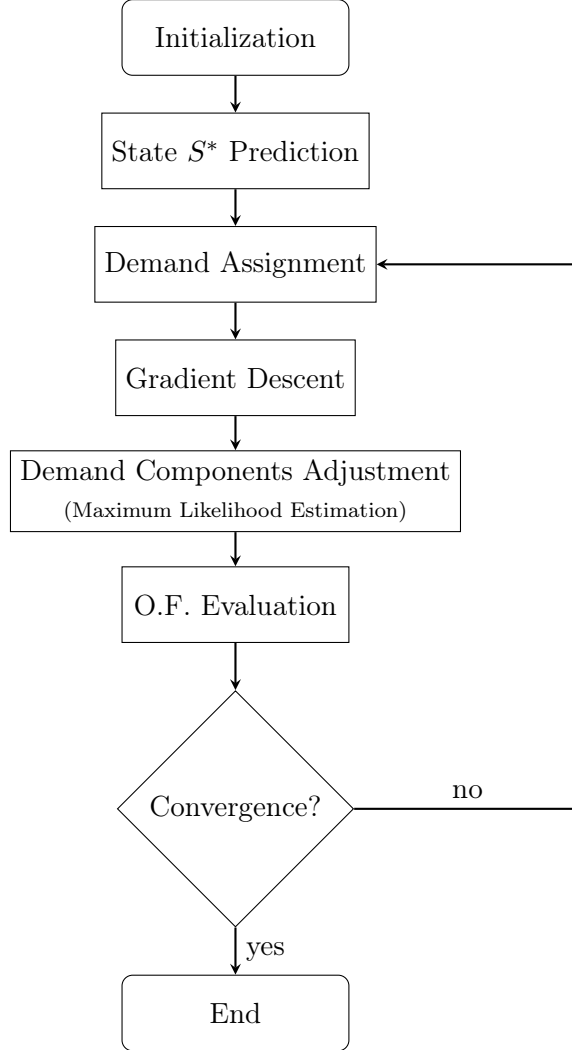 Initialization
State S* Prediction
Demand Assignment
Gradient Descent
Demand Components Adjustment
(Maximum Likelihood Estimation)
O.F. Evaluation
Convergence?
no
yes
End